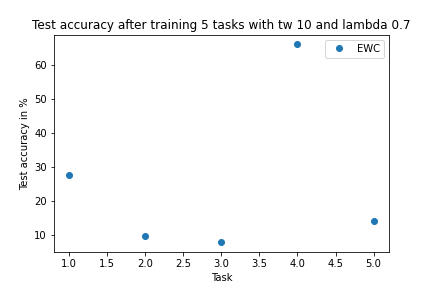 Test accuracy after training 5 tasks with tw 10 and lambda 0.7
EWC
60
50
40
30
20
10
Test accuracy in %
1.0 1.5 2.0 2.5 3.0 3.5 4.0 4.5 5.0
Task